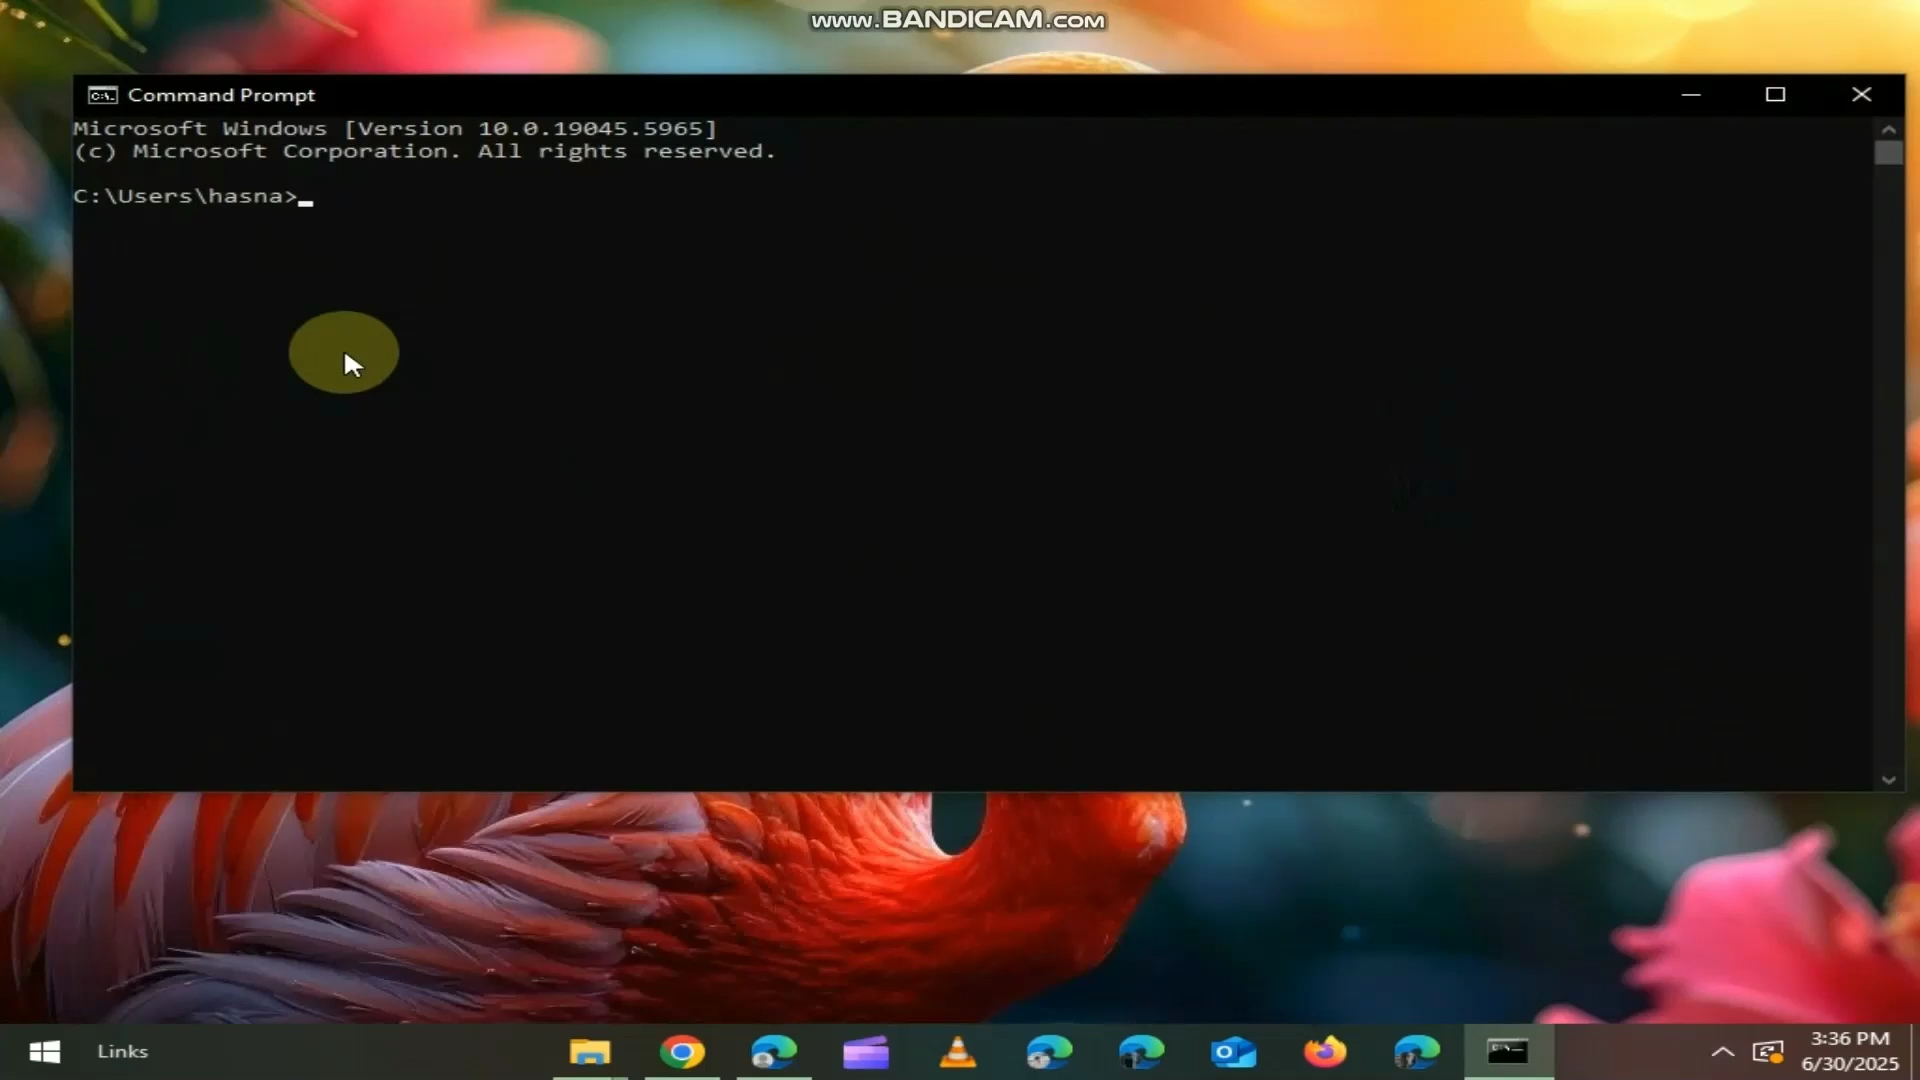 www.BANDICAM.com
Command Prompt
Microsoft Windows [Version 10.0.19045.5965]
(c) Microsoft Corporation. All rights reserved.
C:\Users\hasna>
Links
3:36 PM
6/30/2025